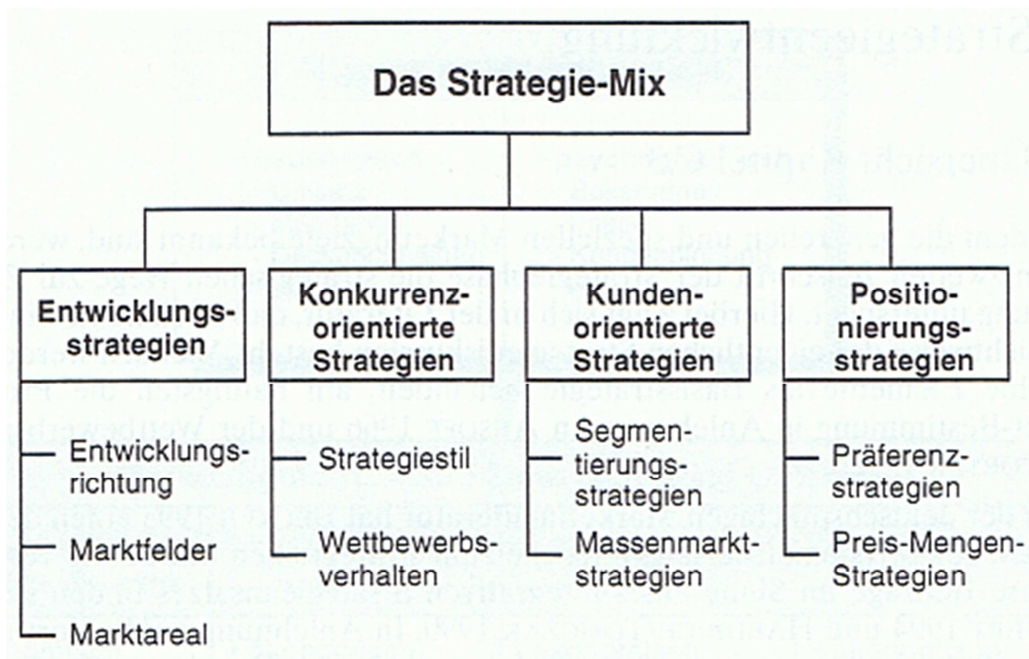 Das Strategie-Mix
Entwicklungs-
strategien
Entwicklungs-
richtung
Marktfelder
Marktareal
Konkurrenz-
orientierte
Strategien
Strategiestil
Wettbewerbs-
verhalten
Kunden-
orientierte
Strategien
Segmen-
tierungs-
strategien
Massenmarkt-
strategien
Positio-
nierungs-
strategien
Präferenz-
strategien
Preis-Mengen-
Strategien